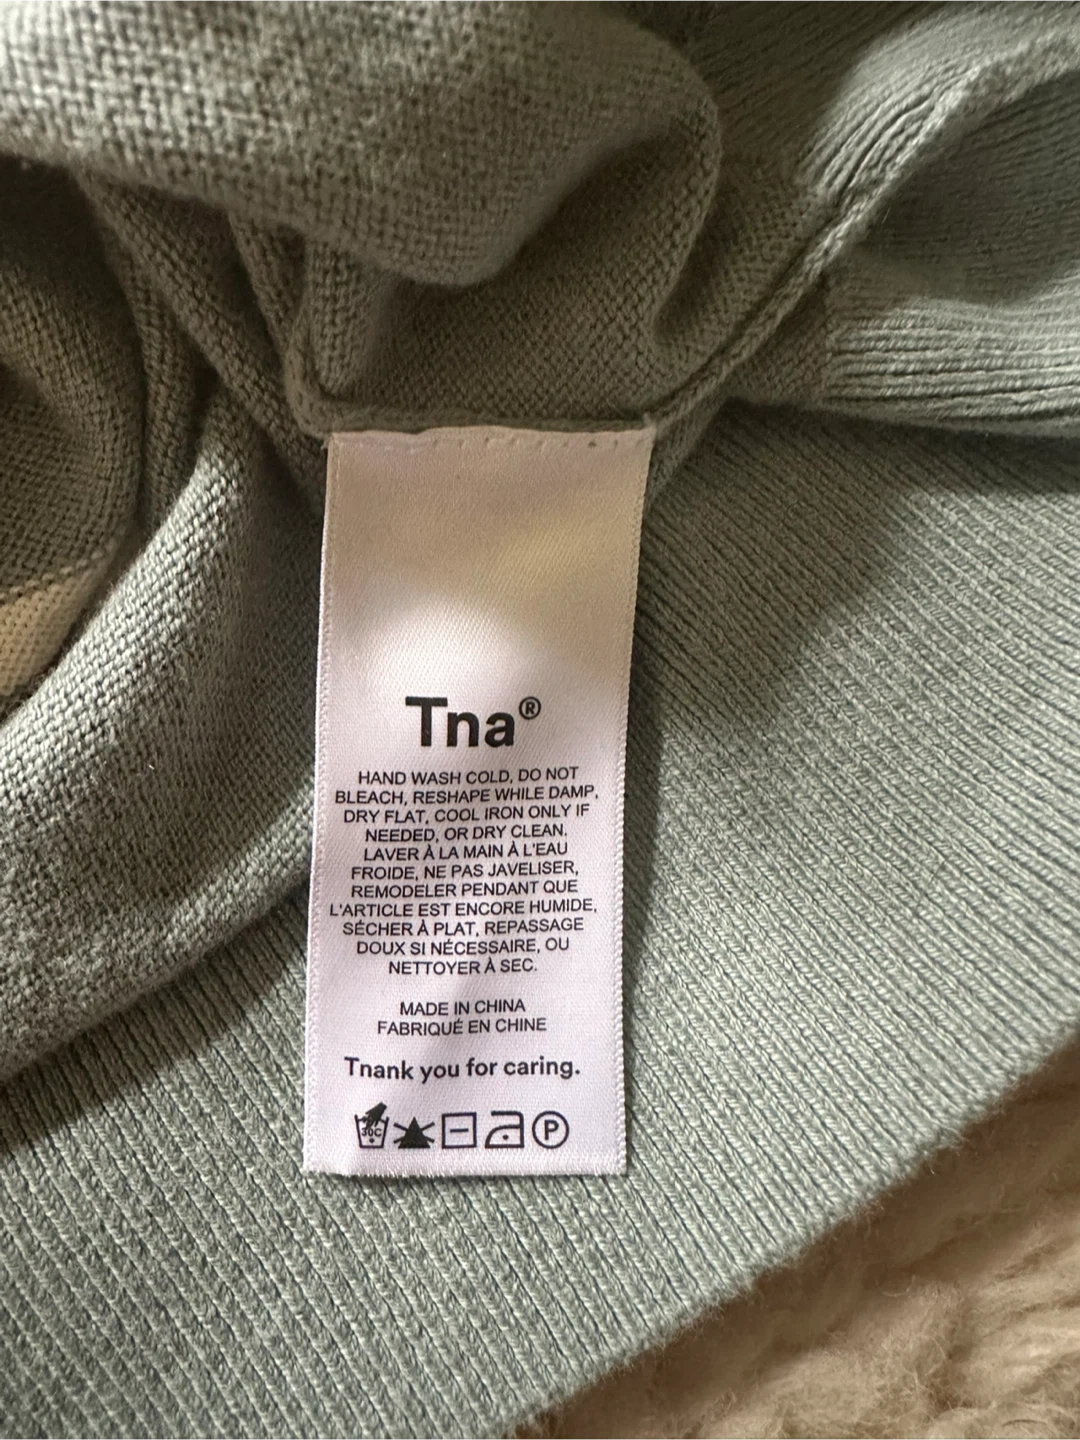 Tna®
HAND WASH COLD, DO NOT
BLEACH, RESHAPE WHILE DAMP,
DRY FLAT, COOL IRON ONLY IF
NEEDED, OR DRY CLEAN.
LAVER À LA MAIN À L'EAU
FROIDE, NE PAS JAVELISER,
REMODELER PENDANT QUE
L'ARTICLE EST ENCORE HUMIDE,
SÉCHER À PLAT, REPASSAGE
DOUX SI NÉCESSAIRE, OU
NETTOYER À SEC.
MADE IN CHINA
FABRIQUÉ EN CHINE
Tnank you for caring.
30C P